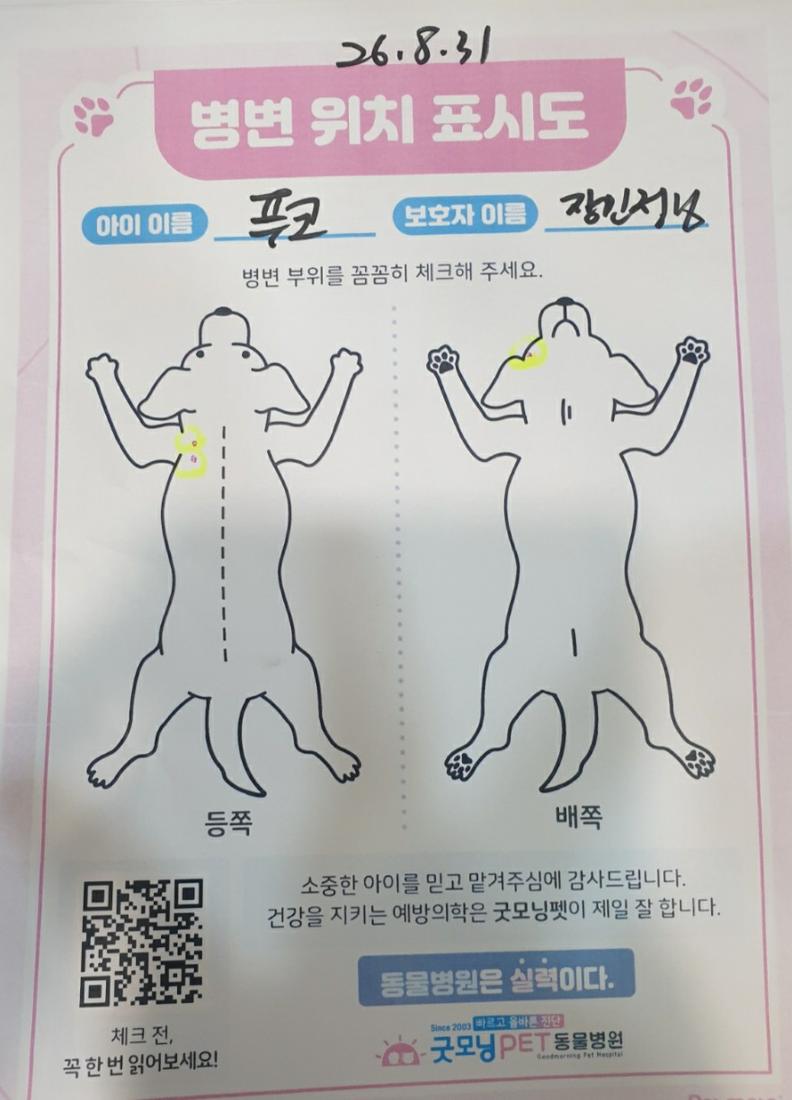 26.8.31
병변 위치 표시도
아이 이름 푸코 보호자 이름 장민저님
병변 부위를 꼼꼼히 체크해 주세요.
등쪽 배쪽
소중한 아이를 믿고 맡겨주심에 감사드립니다.
건강을 지키는 예방의학은 굿모닝펫이 제일 잘 합니다.
동물병원은 실력이다.
체크 전,
꼭 한 번 읽어보세요!
Since 2003 빠르고 올바른 진단
굿모닝PET동물병원
Goodmorning Pet Hospital